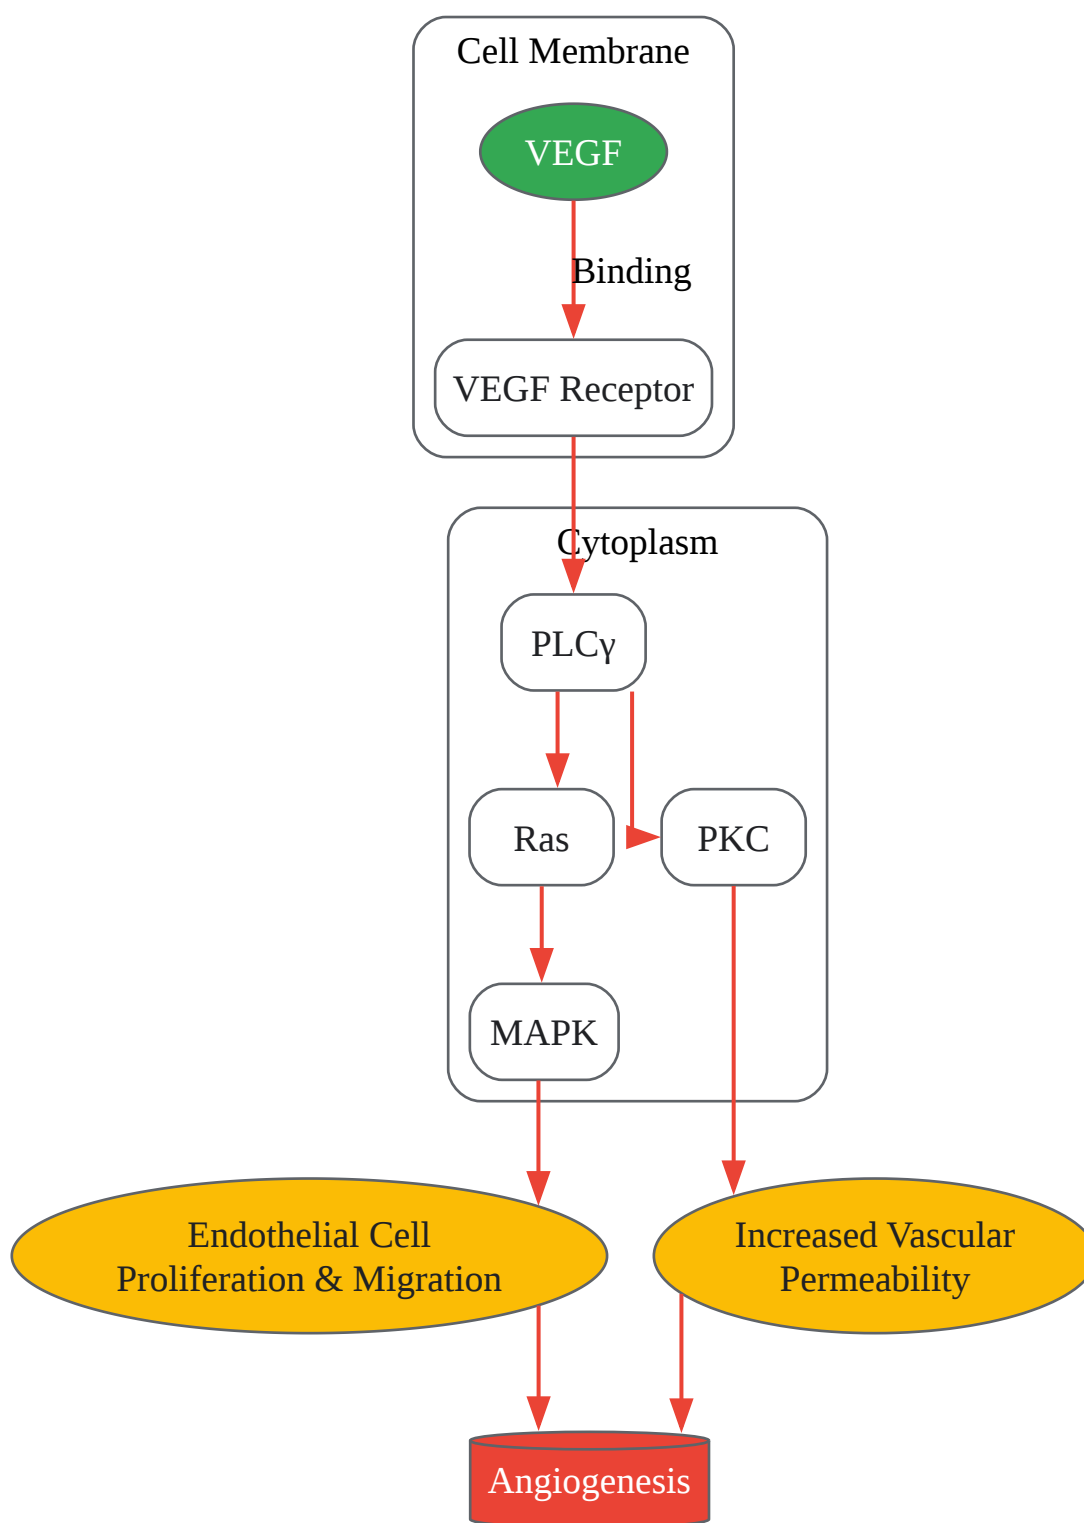 Cell Membrane
VEGF
Binding
VEGF Receptor
Cytoplasm
PLCγ
Ras
PKC
MAPK
Endothelial Cell
Proliferation & Migration
Increased Vascular
Permeability
Angiogenesis